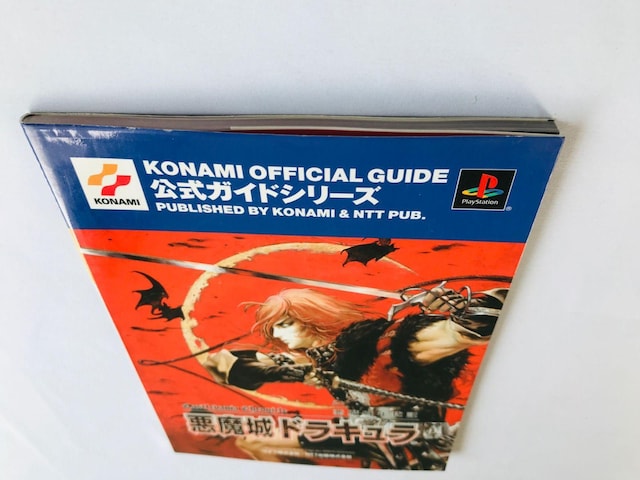 KONAMI OFFICIAL GUIDE
公式ガイドシリーズ
PUBLISHED BY KONAMI & NTT PUB.
KONAMI
PlayStation
®
悪魔城ドラキュラ